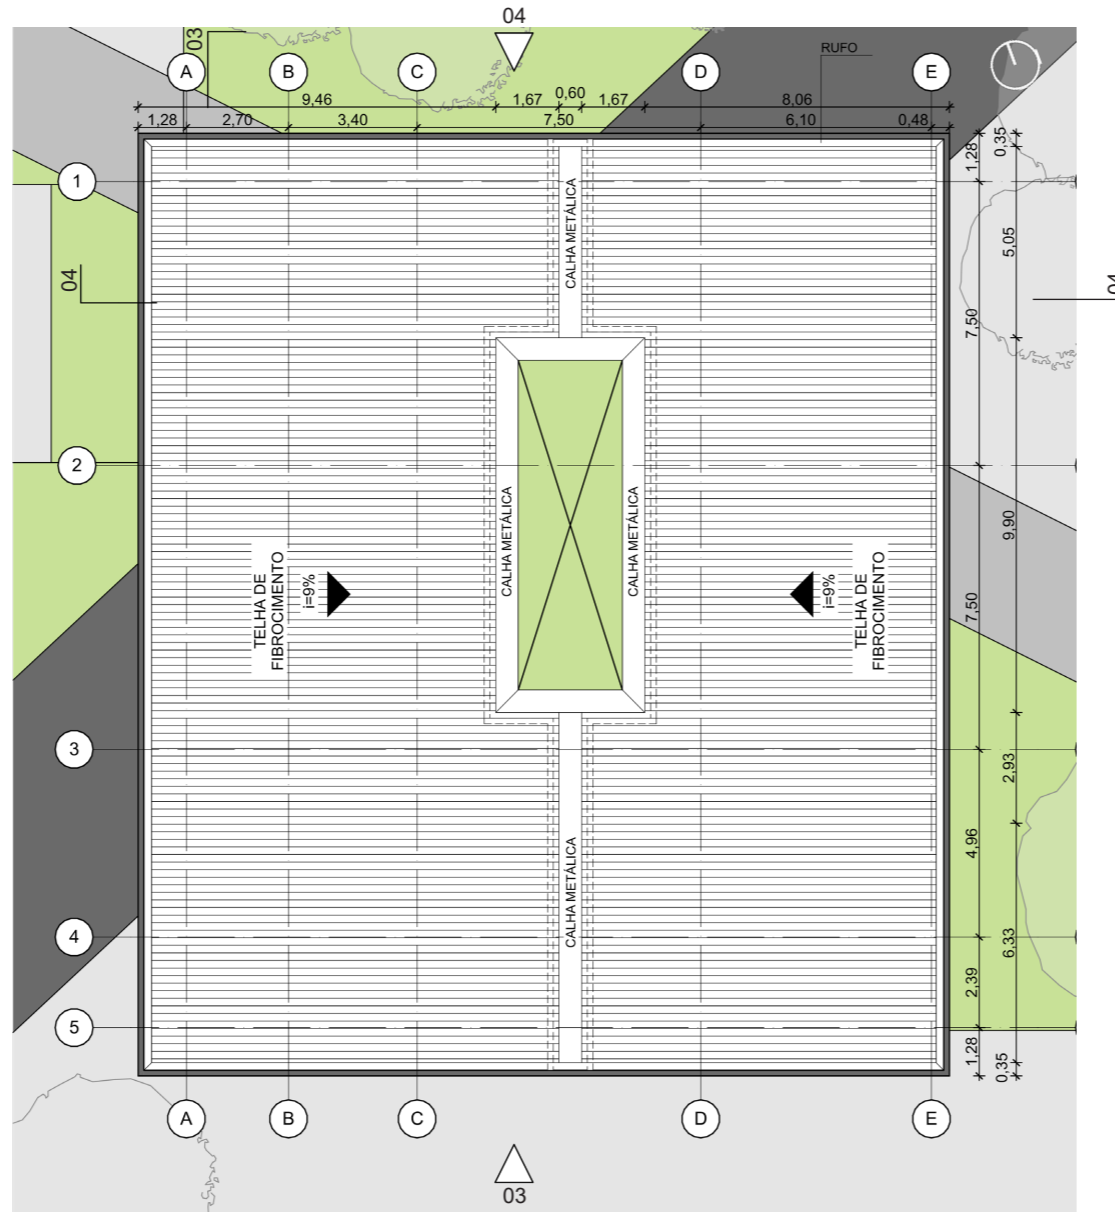 04
03
A
B
C
D
E
RUFO
9,46
1,67
0,60
1,67
8,06
1,28
2,70
3,40
7,50
6,10
0,48
1,28
0,35
1
CALHA METÁLICA
5,05
04
04
7,50
2
9,90
CALHA METÁLICA
CALHA METÁLICA
TELHA DE
FIBROCIMENTO
i=9%
i=9%
TELHA DE
FIBROCIMENTO
7,50
3
2,93
4,96
CALHA METÁLICA
4
6,33
2,39
5
1,28
0,35
A
B
C
D
E
03